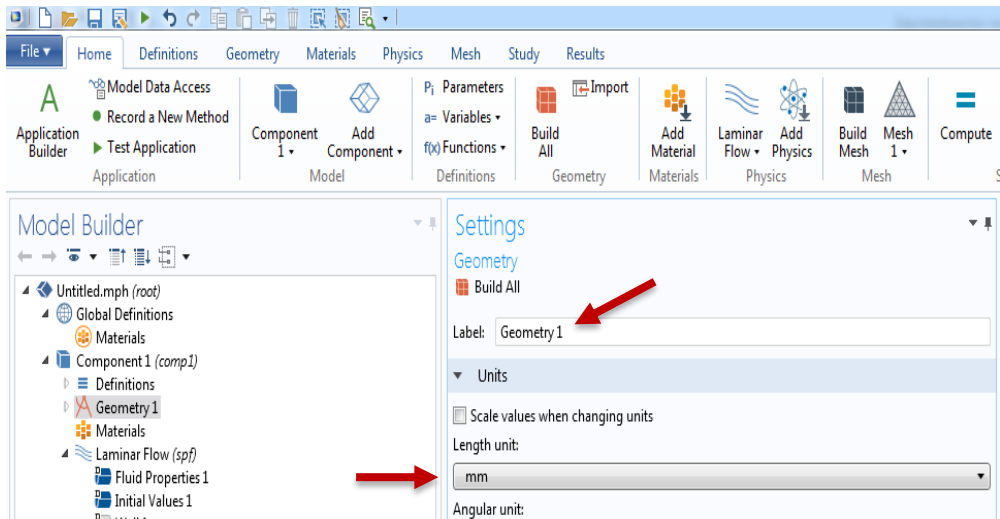 File Home Definitions Geometry Materials Physics Mesh Study Results
Application Builder
Model Data Access
Record a New Method
Test Application
Application
Component 1
Add Component
Model
Pi Parameters
a= Variables
f(x) Functions
Definitions
Build All
Import
Geometry
Add Material
Materials
Laminar Flow
Add Physics
Physics
Build Mesh
Mesh 1
Mesh
Compute
S
Model Builder
Untitled.mph (root)
Global Definitions
Materials
Component 1 (comp1)
Definitions
Geometry 1
Materials
Laminar Flow (spf)
Fluid Properties 1
Initial Values 1
Settings
Geometry
Build All
Label: Geometry 1
Units
Scale values when changing units
Length unit:
mm
Angular unit: